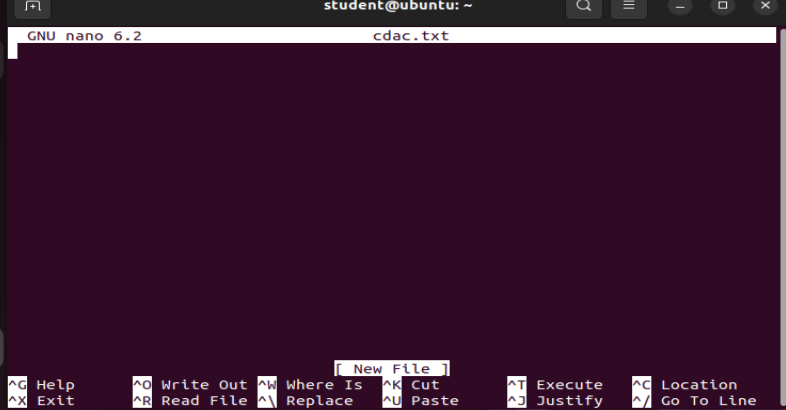 student@ubuntu: ~
GNU nano 6.2 cdac.txt
[ New File ]
^G Help ^O Write Out ^W Where Is ^K Cut ^T Execute ^C Location
^X Exit ^R Read File ^\ Replace ^U Paste ^J Justify ^/ Go To Line